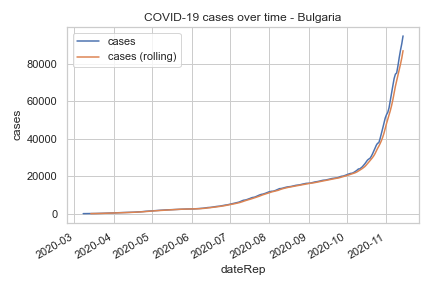 COVID-19 cases over time - Bulgaria
cases
cases (rolling)
80000
60000
40000
20000
0
cases
2020-03
2020-04
2020-05
2020-06
2020-07
2020-08
2020-09
2020-10
2020-11
dateRep